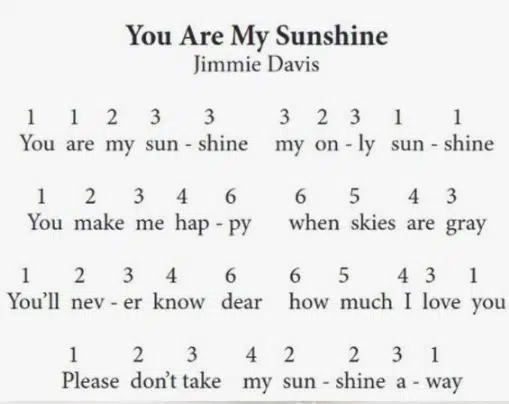 You Are My Sunshine
Jimmie Davis
1 1 2 3 3 3 2 3 1 1
You are my sun - shine my on - ly sun - shine
1 2 3 4 6 6 5 4 3
You make me hap - py when skies are gray
1 2 3 4 6 6 5 4 3 1
You'll nev - er know dear how much I love you
1 2 3 4 2 2 3 1
Please don't take my sun - shine a - way